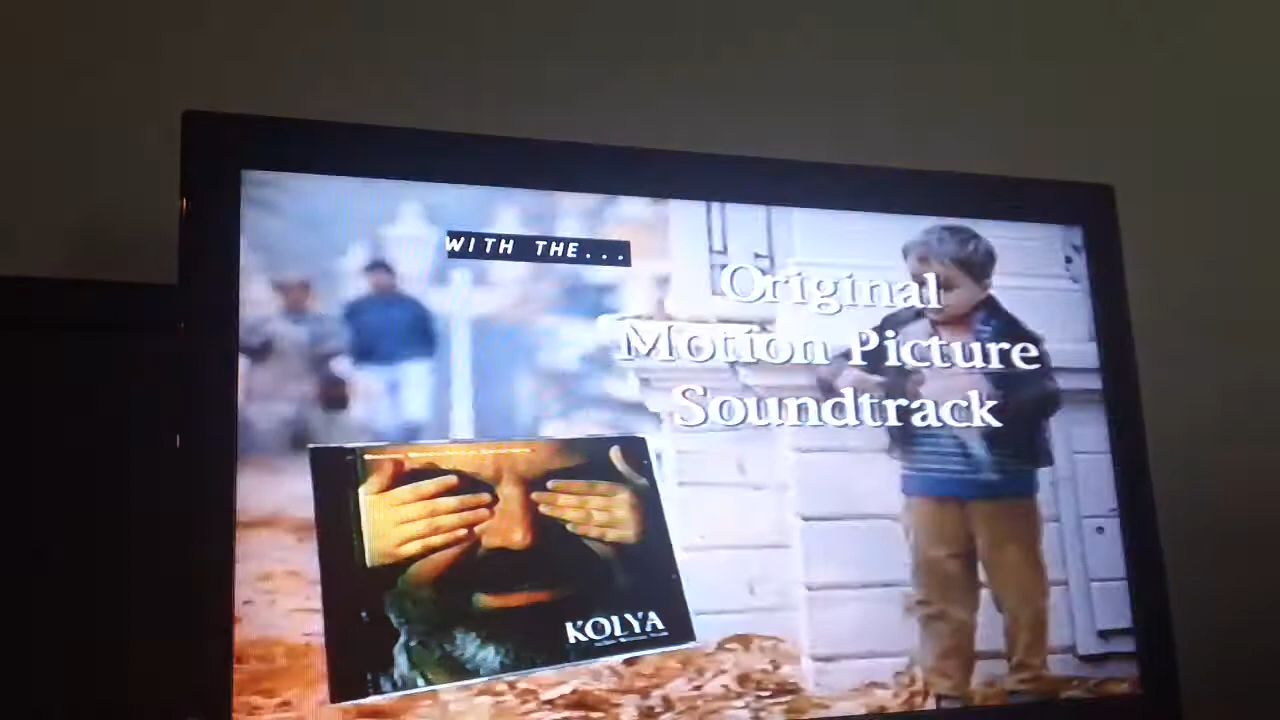 WITH THE...
Original
Motion Picture
Soundtrack
KOLYA